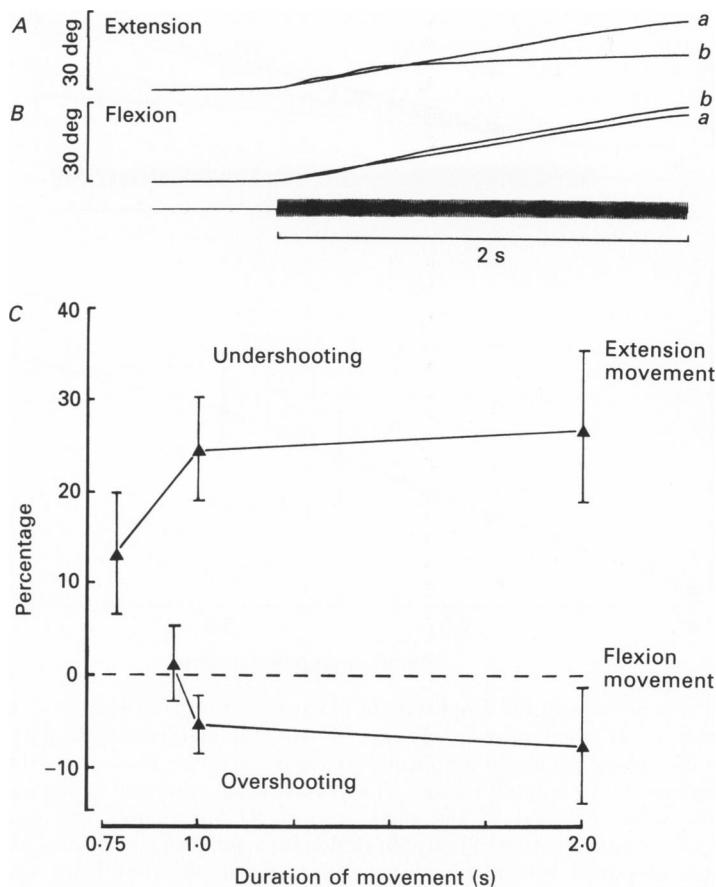 A
Extension
30 deg
a
b
B
Flexion
30 deg
b
a
2 s
C
40
30
20
10
0
−10
Percentage
Undershooting
Extension
movement
Flexion
movement
Overshooting
0·75
1·0
2·0
Duration of movement (s)